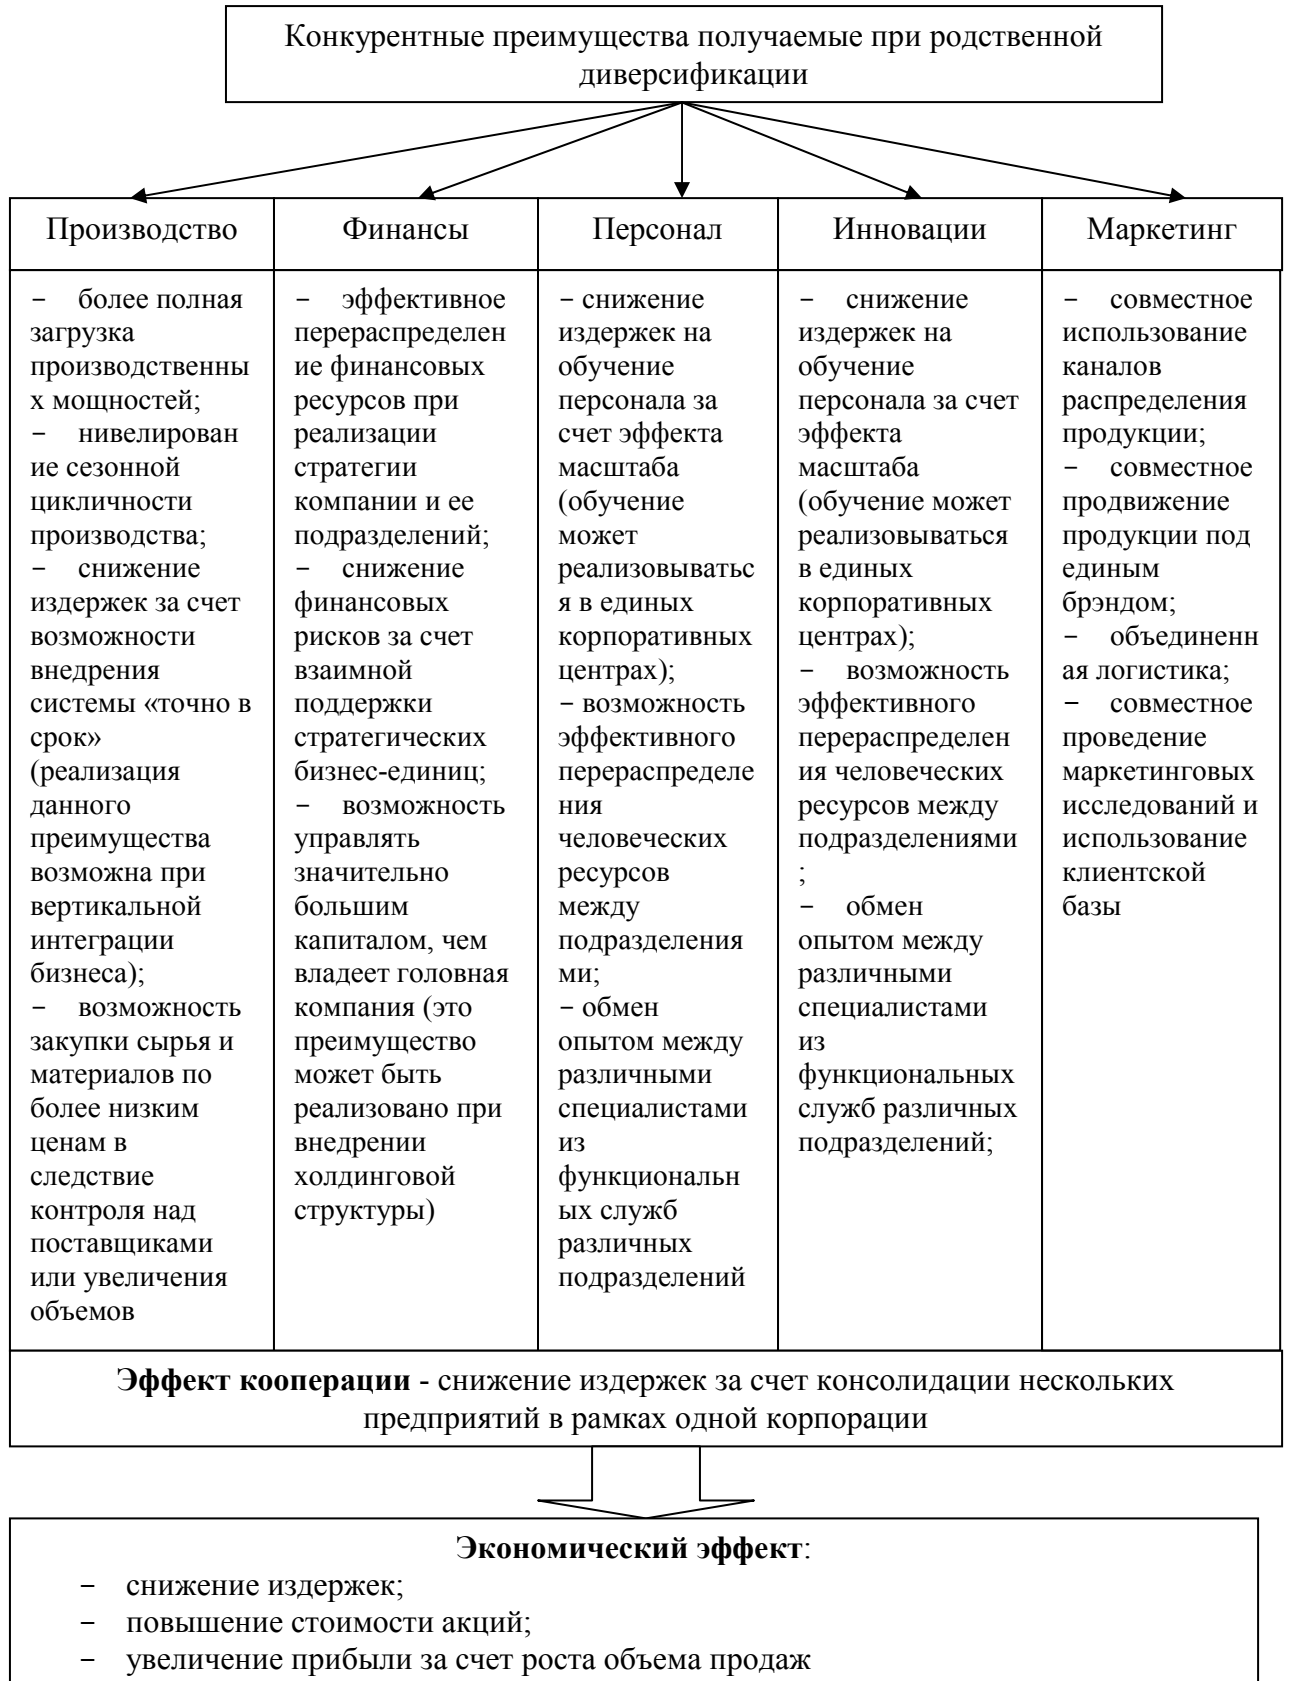 Конкурентные преимущества получаемые при родственной
диверсификации
Производство
Финансы
Персонал
Инновации
Маркетинг
− более полная
загрузка
производственны
х мощностей;
− нивелирован
ие сезонной
цикличности
производства;
− снижение
издержек за счет
возможности
внедрения
системы «точно в
срок»
(реализация
данного
преимущества
возможна при
вертикальной
интеграции
бизнеса);
− возможность
закупки сырья и
материалов по
более низким
ценам в
следствие
контроля над
поставщиками
или увеличения
объемов
− эффективное
перераспределен
ие финансовых
ресурсов при
реализации
стратегии
компании и ее
подразделений;
− снижение
финансовых
рисков за счет
взаимной
поддержки
стратегических
бизнес-единиц;
− возможность
управлять
значительно
большим
капиталом, чем
владеет головная
компания (это
преимущество
может быть
реализовано при
внедрении
холдинговой
структуры)
− снижение
издержек на
обучение
персонала за
счет эффекта
масштаба
(обучение
может
реализовыватьс
я в единых
корпоративных
центрах);
− возможность
эффективного
перераспределе
ния
человеческих
ресурсов
между
подразделения
ми;
− обмен
опытом между
различными
специалистами
из
функциональн
ых служб
различных
подразделений
− снижение
издержек на
обучение
персонала за счет
эффекта
масштаба
(обучение может
реализовываться
в единых
корпоративных
центрах);
− возможность
эффективного
перераспределен
ия человеческих
ресурсов между
подразделениями
;
− обмен
опытом между
различными
специалистами
из
функциональных
служб различных
подразделений;
− совместное
использование
каналов
распределения
продукции;
− совместное
продвижение
продукции под
единым
брэндом;
− объединенн
ая логистика;
− совместное
проведение
маркетинговых
исследований и
использование
клиентской
базы
Эффект кооперации - снижение издержек за счет консолидации нескольких
предприятий в рамках одной корпорации
Экономический эффект:
− снижение издержек;
− повышение стоимости акций;
− увеличение прибыли за счет роста объема продаж